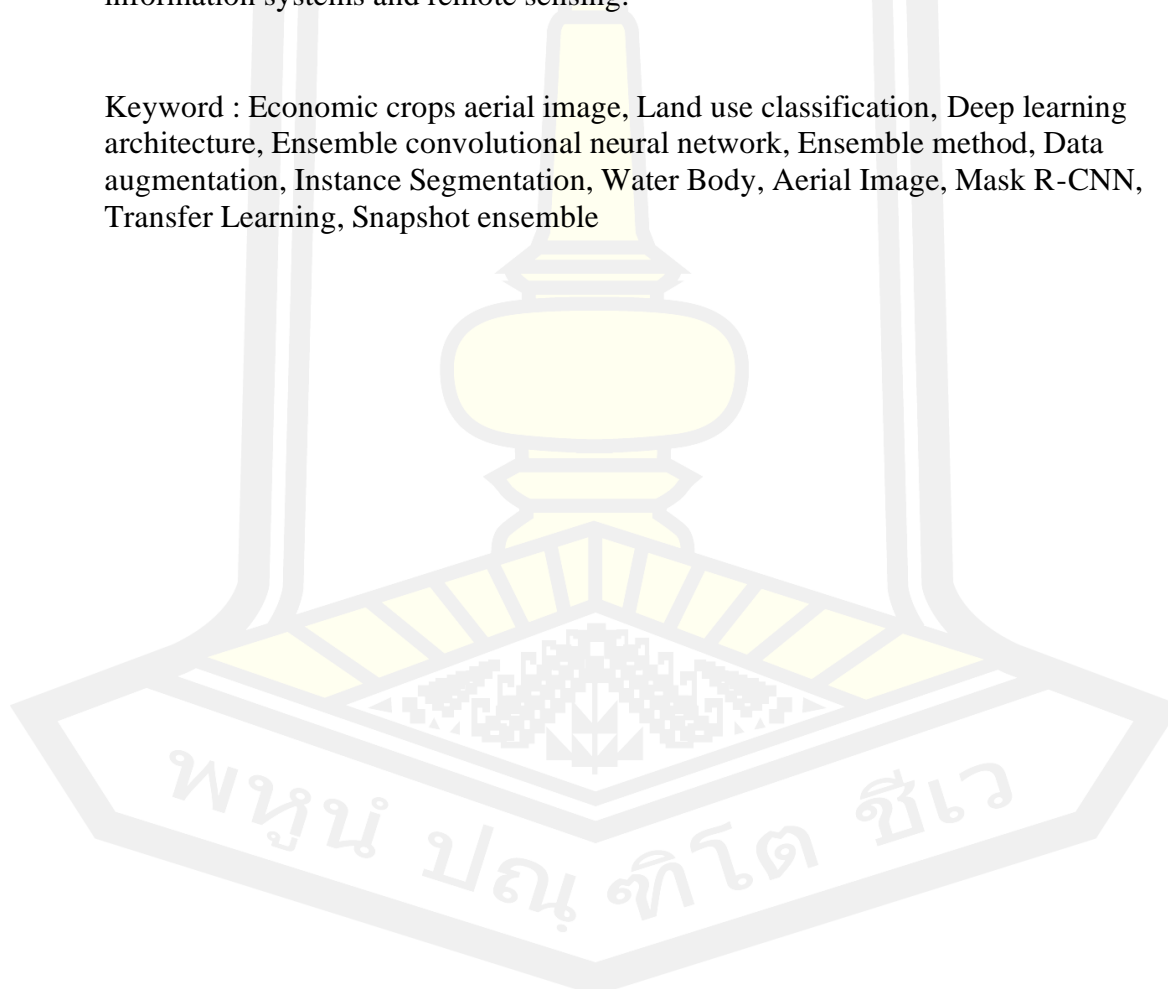 information systems and remote sensing.
Keyword : Economic crops aerial image, Land use classification, Deep learning
architecture, Ensemble convolutional neural network, Ensemble method, Data
augmentation, Instance Segmentation, Water Body, Aerial Image, Mask R-CNN,
Transfer Learning, Snapshot ensemble
พหูนํ ปณฺฑิโต ชีเว